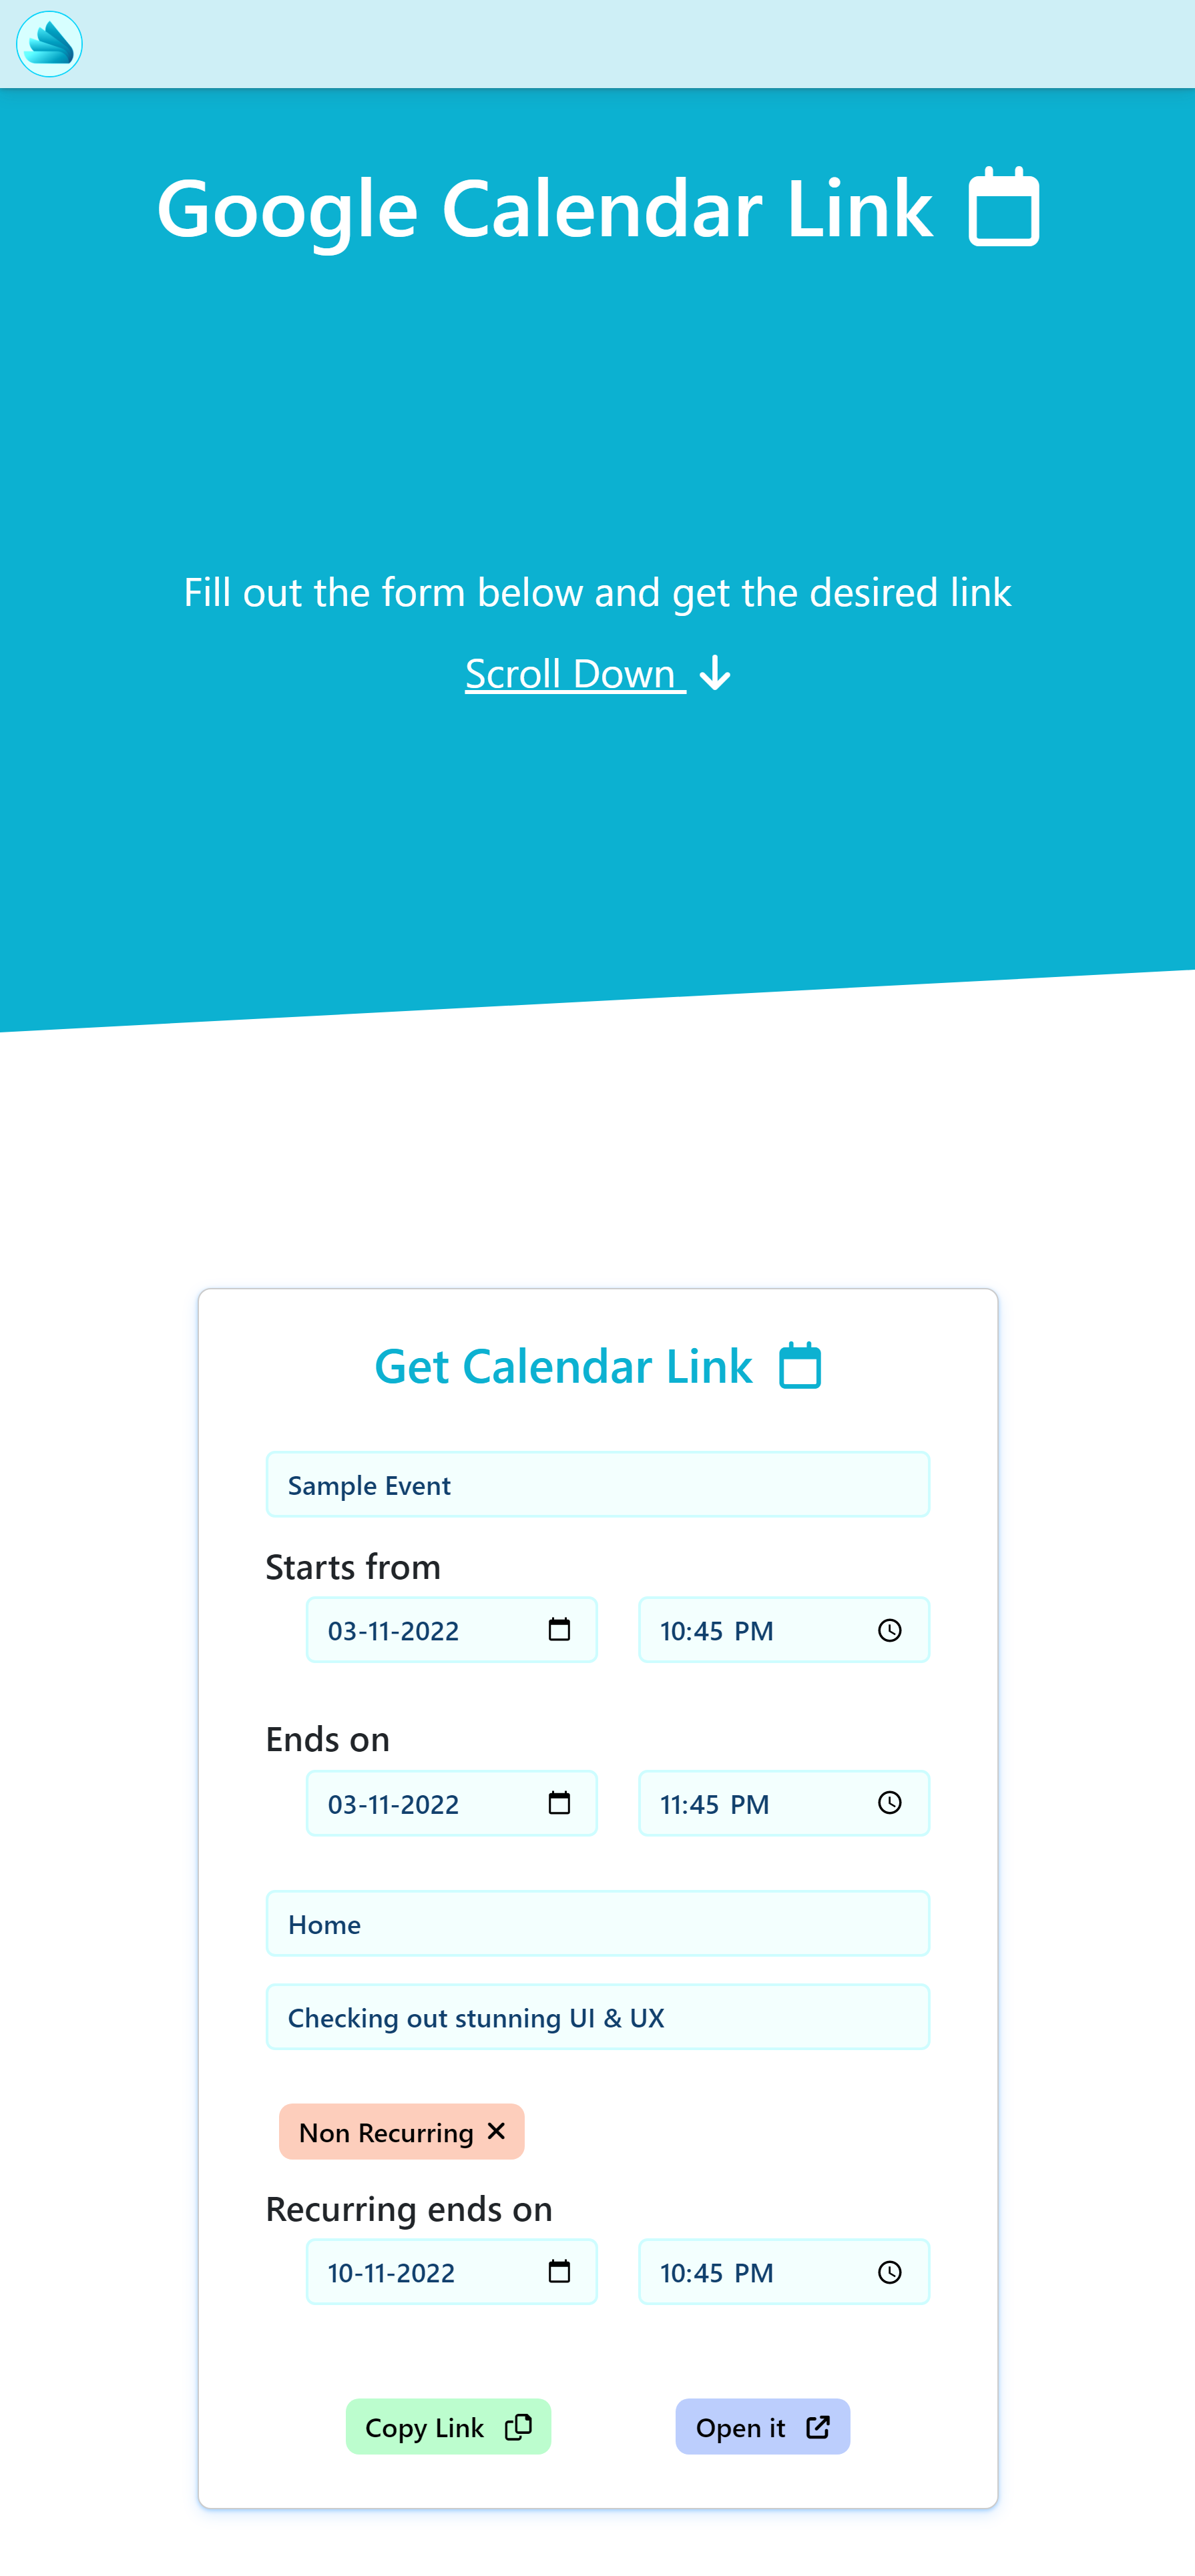 Google Calendar Link
Fill out the form below and get the desired link
Scroll Down
Get Calendar Link
Sample Event
Starts from
03-11-2022 10:45 PM
Ends on
03-11-2022 11:45 PM
Home
Checking out stunning UI & UX
Non Recurring
Recurring ends on
10-11-2022 10:45 PM
Copy Link Open it